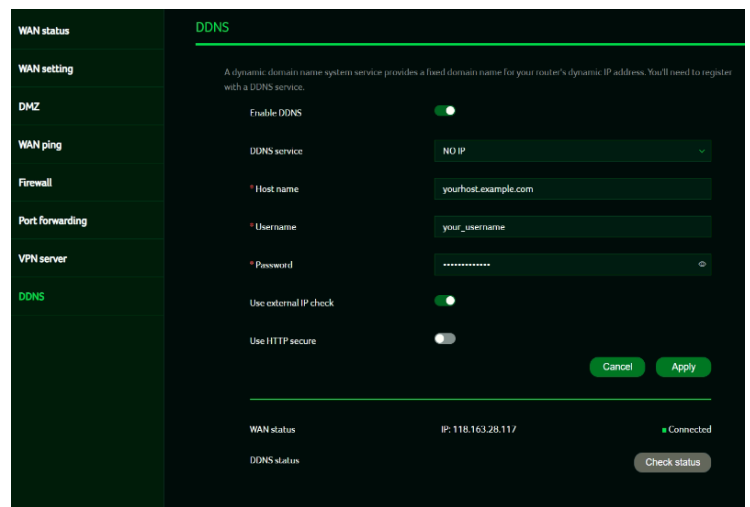 WAN status
WAN setting
DMZ
WAN ping
Firewall
Port forwarding
VPN server
DDNS
DDNS
A dynamic domain name system service provides a fixed domain name for your router's dynamic IP address. You'll need to register
with a DDNS service.
Enable DDNS
DDNS service NO IP
* Host name yourhost.example.com
* Username your_username
* Password •••••••••••••
Use external IP check
Use HTTP secure
Cancel Apply
WAN status IP: 118.163.28.117 Connected
DDNS status Check status